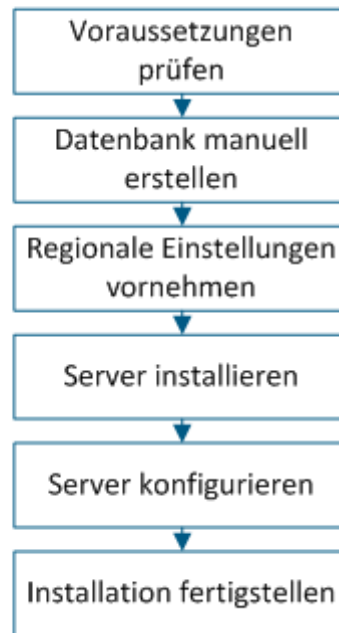 Voraussetzungen
prüfen
Datenbank manuell
erstellen
Regionale Einstellungen
vornehmen
Server installieren
Server konfigurieren
Installation fertigstellen